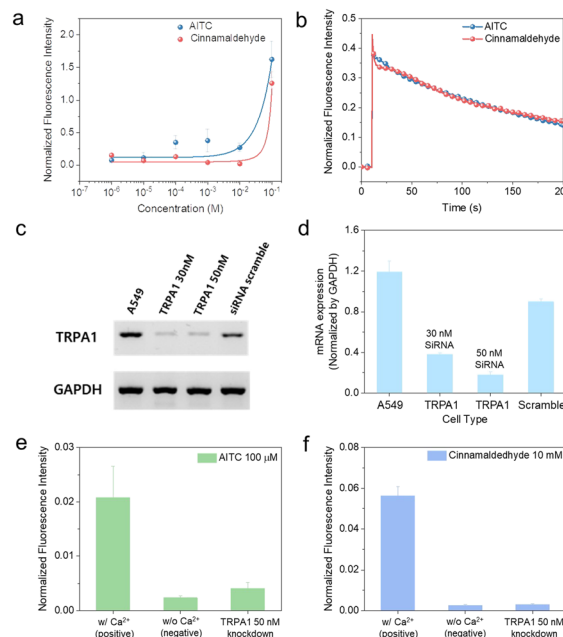 a
AITC
Cinnamaldehyde
Normalized Fluorescence Intensity
2.0
1.5
1.0
0.5
0.0
10-7
10-6
10-5
10-4
10-3
10-2
10-1
100
Concentration (M)
b
AITC
Cinnamaldehyde
Normalized Fluorescence Intensity
0.5
0.4
0.3
0.2
0.1
0.0
0
50
100
150
200
Time (s)
c
A549
TRPA1 30nM
TRPA1 50nM
siRNA scramble
TRPA1
GAPDH
d
mRNA expression
(Normalized by GAPDH)
1.6
1.2
0.8
0.4
0.0
30 nM
SiRNA
50 nM
SiRNA
A549
TRPA1
TRPA1
Scramble
Cell Type
e
AITC 100 μM
Normalized Fluorescence Intensity
0.03
0.02
0.01
0.00
w/ Ca2+
(positive)
w/o Ca2+
(negative)
TRPA1 50 nM
knockdown
f
Cinnamaldedhyde 10 mM
Normalized Fluorescence Intensity
0.08
0.06
0.04
0.02
0.00
w/ Ca2+
(positive)
w/o Ca2+
(negative)
TRPA1 50 nM
knockdown